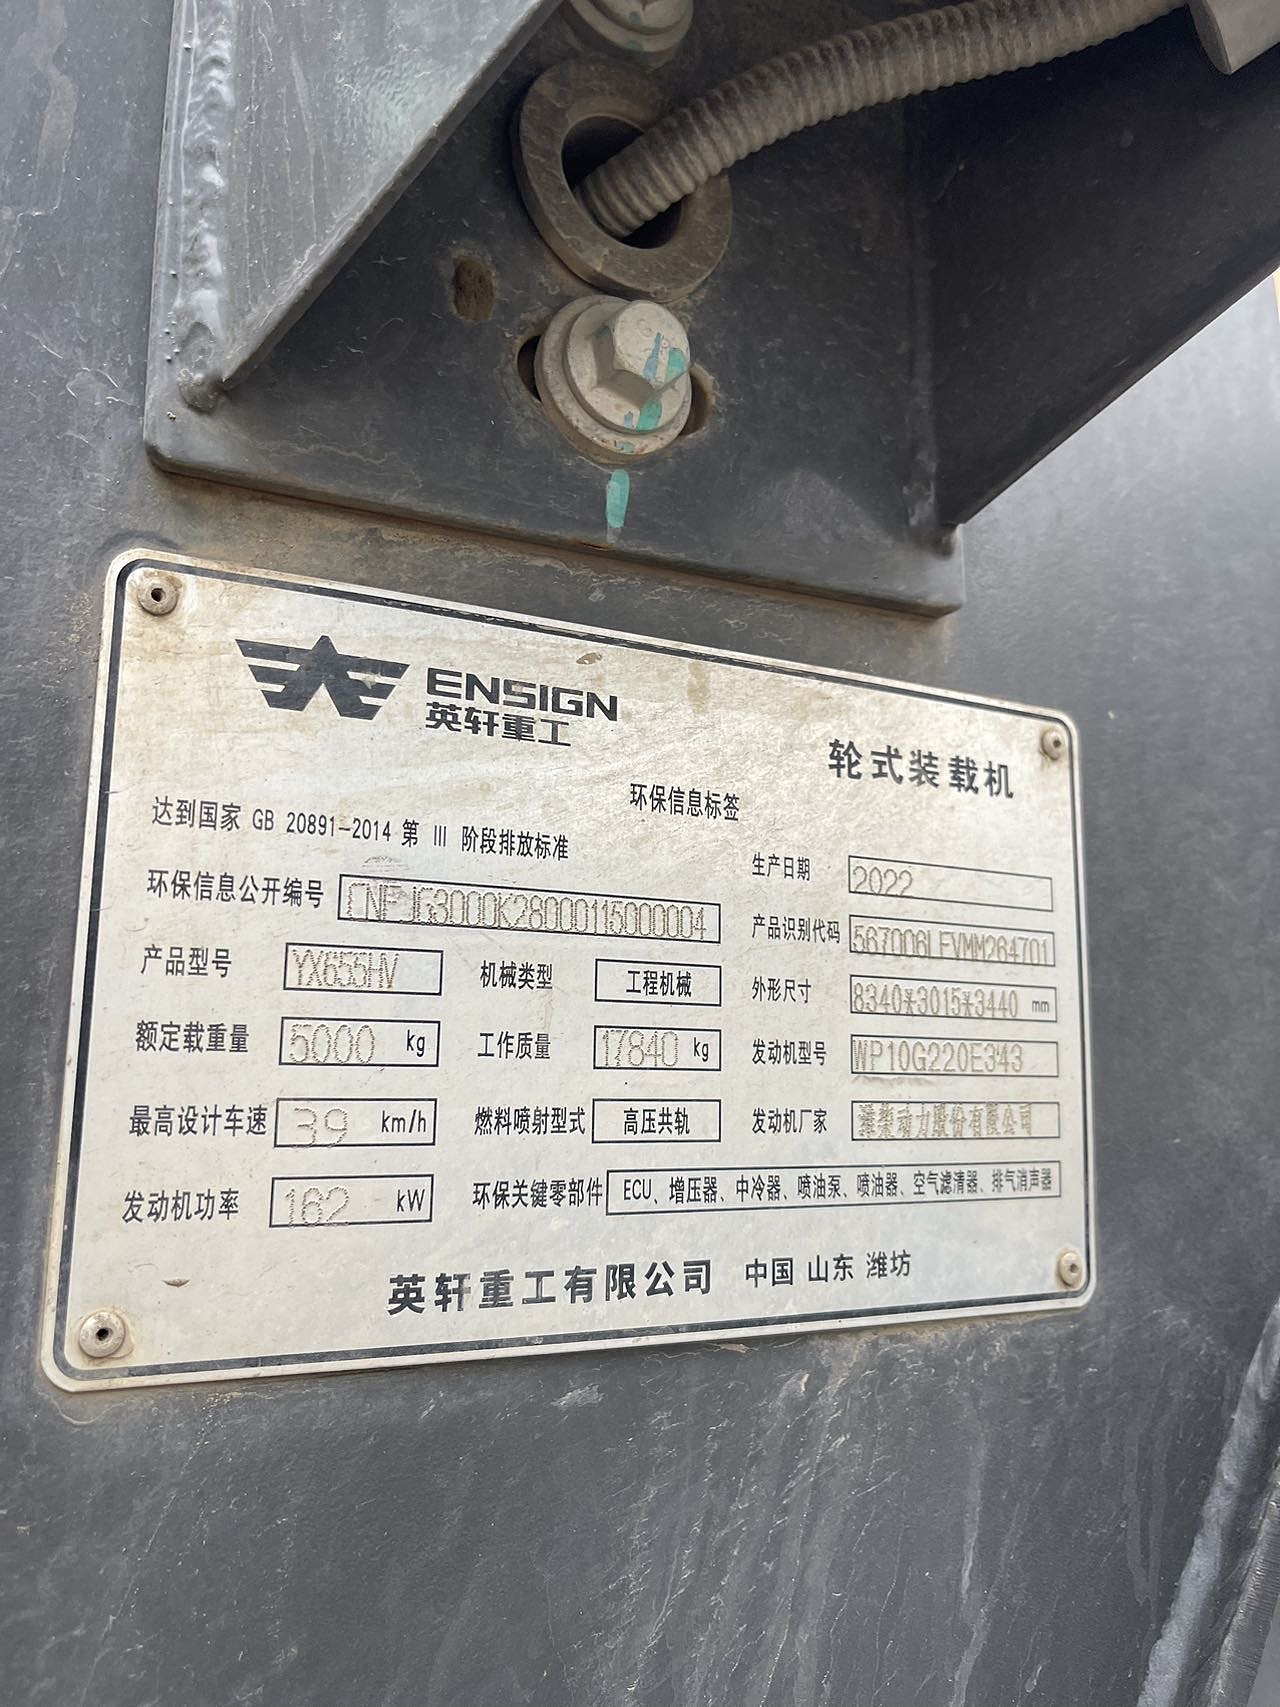 ENSIGN
英轩重工
轮式装载机
环保信息标签
达到国家 GB 20891-2014 第 III 阶段排放标准
环保信息公开编号 CNFJG3000K28000115000004
生产日期 2022
产品识别代码 567006LFVMM264701
产品型号 YX655HV
机械类型 工程机械
外形尺寸 8340*3015*3440 mm
额定载重量 5000 kg
工作质量 17840 kg
发动机型号 WP10G220E343
最高设计车速 39 km/h
燃料喷射型式 高压共轨
发动机厂家 潍柴动力股份有限公司
发动机功率 162 kW
环保关键零部件 ECU、增压器、中冷器、喷油泵、喷油器、空气滤清器、排气消声器
英轩重工有限公司 中国 山东 潍坊